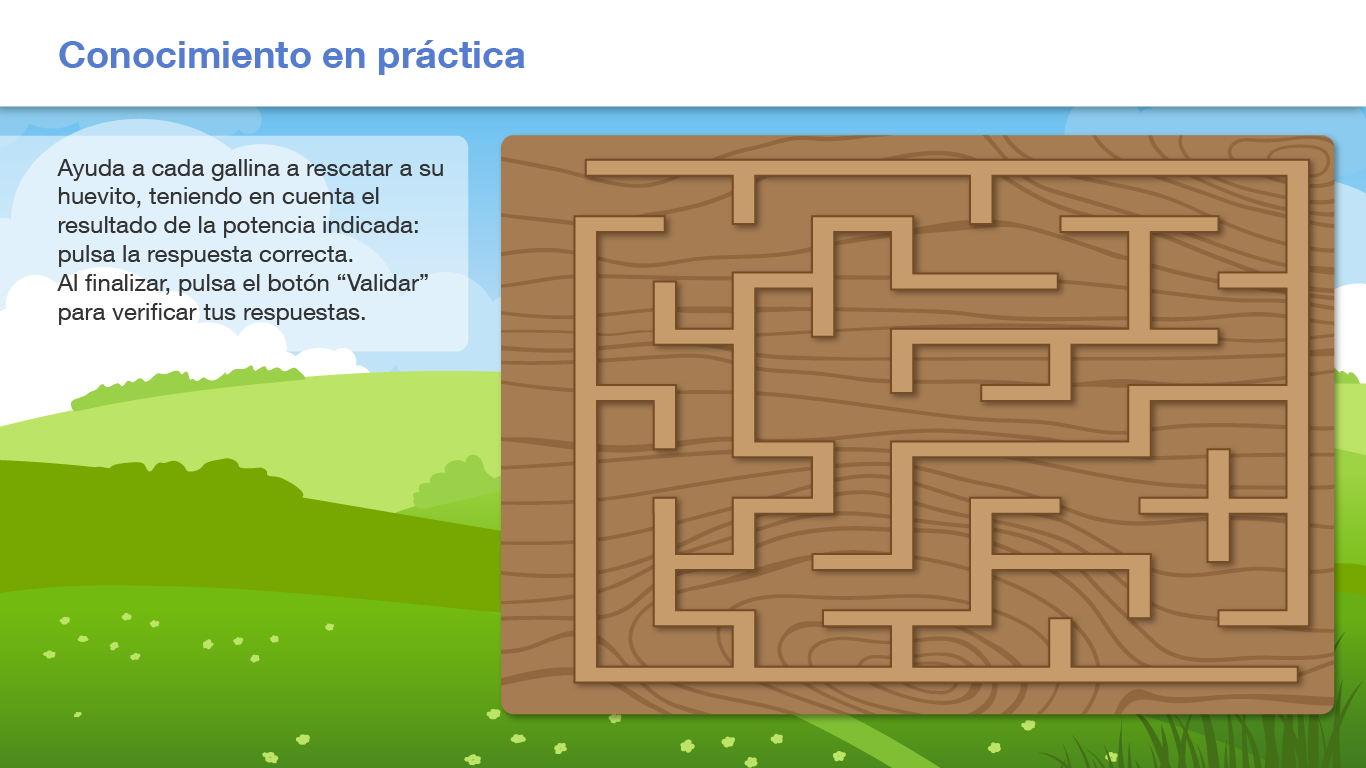 Conocimiento en práctica
Ayuda a cada gallina a rescatar a su
huevito, teniendo en cuenta el
resultado de la potencia indicada:
pulsa la respuesta correcta.
Al finalizar, pulsa el botón “Validar”
para verificar tus respuestas.